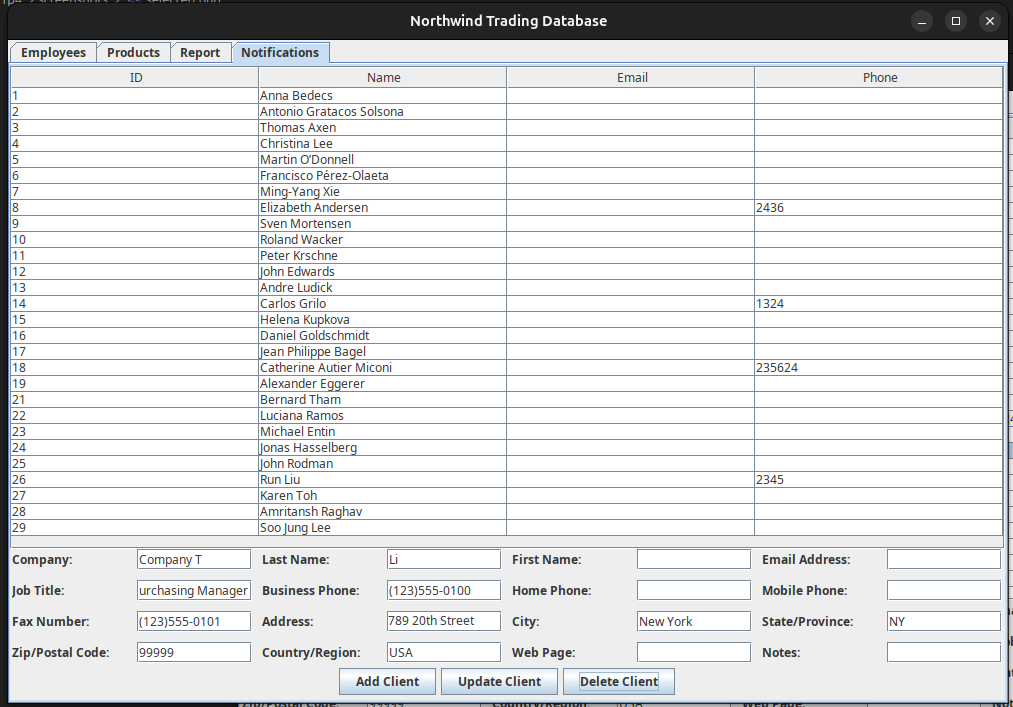 Northwind Trading Database
Employees Products Report Notifications
ID Name Email Phone
1 Anna Bedecs
2 Antonio Gratacos Solsona
3 Thomas Axen
4 Christina Lee
5 Martin O'Donnell
6 Francisco Pérez-Olaeta
7 Ming-Yang Xie
8 Elizabeth Andersen 2436
9 Sven Mortensen
10 Roland Wacker
11 Peter Krschne
12 John Edwards
13 Andre Ludick
14 Carlos Grilo 1324
15 Helena Kupkova
16 Daniel Goldschmidt
17 Jean Philippe Bagel
18 Catherine Autier Miconi 235624
19 Alexander Eggerer
21 Bernard Tham
22 Luciana Ramos
23 Michael Entin
24 Jonas Hasselberg
25 John Rodman
26 Run Liu 2345
27 Karen Toh
28 Amritansh Raghav
29 Soo Jung Lee
Company: Company T Last Name: Li First Name: Email Address:
Job Title: urchasing Manager Business Phone: (123)555-0100 Home Phone: Mobile Phone:
Fax Number: (123)555-0101 Address: 789 20th Street City: New York State/Province: NY
Zip/Postal Code: 99999 Country/Region: USA Web Page: Notes:
Add Client Update Client Delete Client